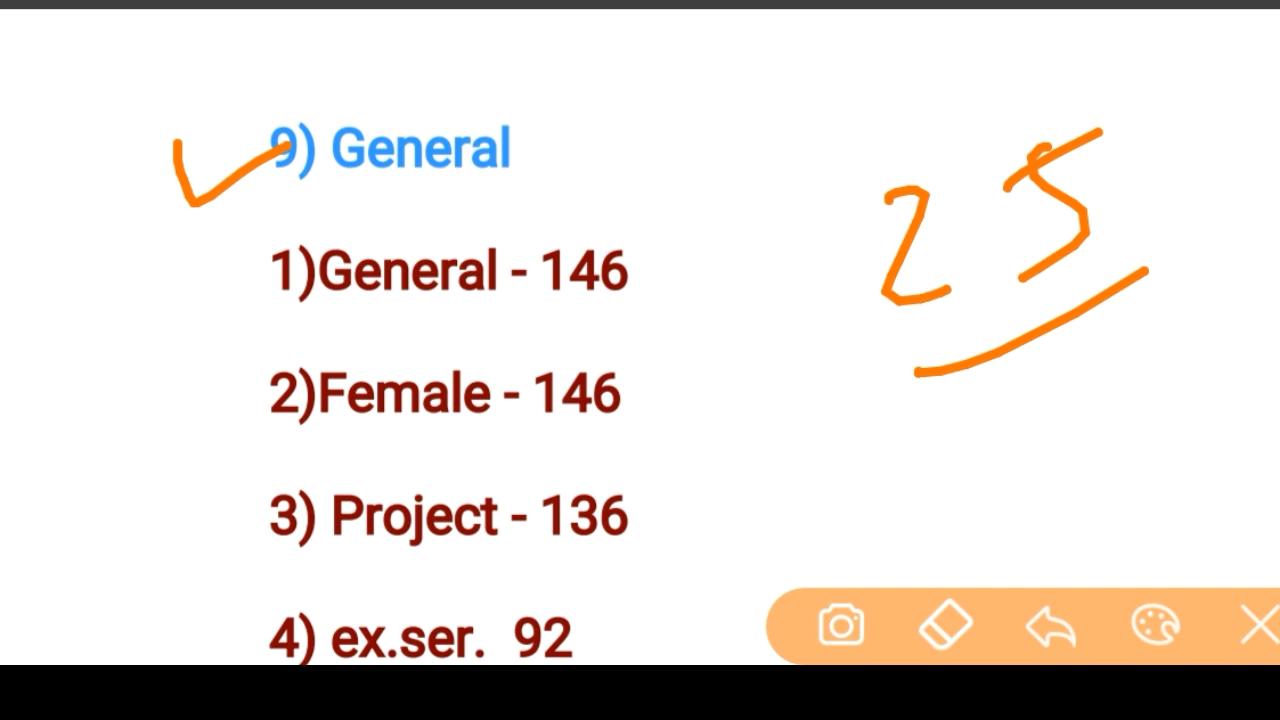 9) General
25
1)General - 146
2)Female - 146
3) Project - 136
4) ex.ser. 92